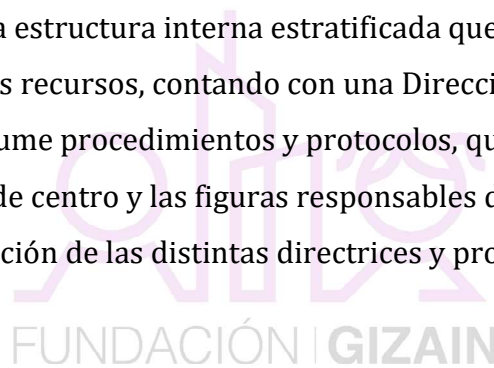 a estructura interna estratificada que
s recursos, contando con una Direcci
ume procedimientos y protocolos, qu
de centro y las figuras responsables
ción de las distintas directrices y pro
FUNDACIÓN | GIZAIN